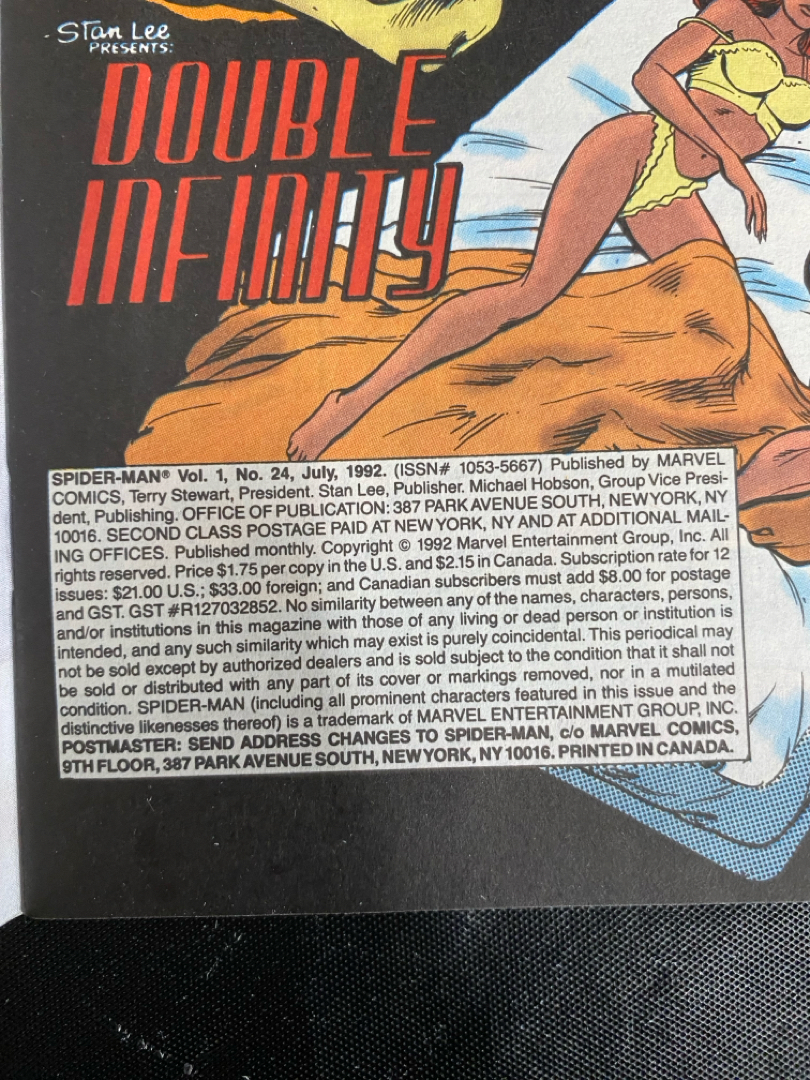 Stan Lee
PRESENTS:
DOUBLE
INFINITY
SPIDER-MAN® Vol. 1, No. 24, July, 1992. (ISSN# 1053-5667) Published by MARVEL
COMICS, Terry Stewart, President. Stan Lee, Publisher. Michael Hobson, Group Vice Presi-
dent, Publishing. OFFICE OF PUBLICATION: 387 PARK AVENUE SOUTH, NEW YORK, NY
10016. SECOND CLASS POSTAGE PAID AT NEW YORK, NY AND AT ADDITIONAL MAIL-
ING OFFICES. Published monthly. Copyright © 1992 Marvel Entertainment Group, Inc. All
rights reserved. Price $1.75 per copy in the U.S. and $2.15 in Canada. Subscription rate for 12
issues: $21.00 U.S.; $33.00 foreign; and Canadian subscribers must add $8.00 for postage
and GST. GST #R127032852. No similarity between any of the names, characters, persons,
and/or institutions in this magazine with those of any living or dead person or institution is
intended, and any such similarity which may exist is purely coincidental. This periodical may
not be sold except by authorized dealers and is sold subject to the condition that it shall not
be sold or distributed with any part of its cover or markings removed, nor in a mutilated
condition. SPIDER-MAN (including all prominent characters featured in this issue and the
distinctive likenesses thereof) is a trademark of MARVEL ENTERTAINMENT GROUP, INC.
POSTMASTER: SEND ADDRESS CHANGES TO SPIDER-MAN, c/o MARVEL COMICS,
9TH FLOOR, 387 PARK AVENUE SOUTH, NEW YORK, NY 10016. PRINTED IN CANADA.